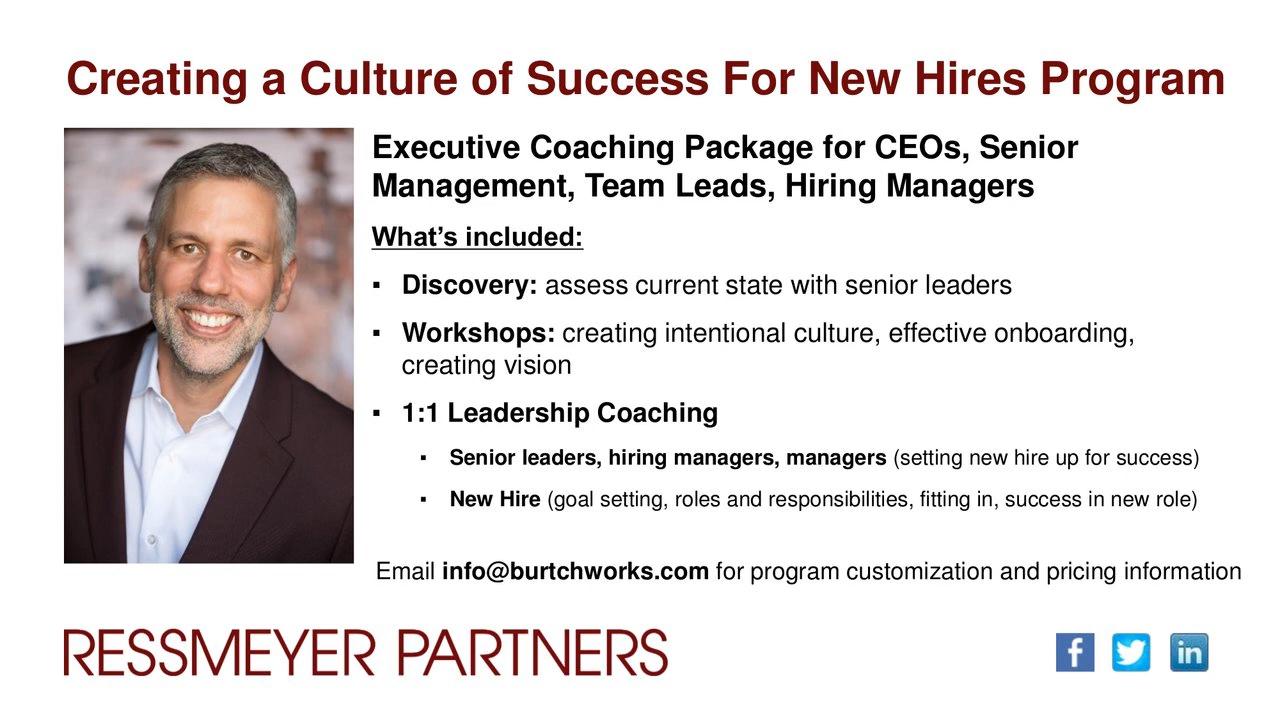 Creating a Culture of Success For New Hires Program
Executive Coaching Package for CEOs, Senior
Management, Team Leads, Hiring Managers
What’s included:
▪ Discovery: assess current state with senior leaders
▪ Workshops: creating intentional culture, effective onboarding,
creating vision
▪ 1:1 Leadership Coaching
▪ Senior leaders, hiring managers, managers (setting new hire up for success)
▪ New Hire (goal setting, roles and responsibilities, fitting in, success in new role)
Email info@burtchworks.com for program customization and pricing information
RESSMEYER PARTNERS
f
in